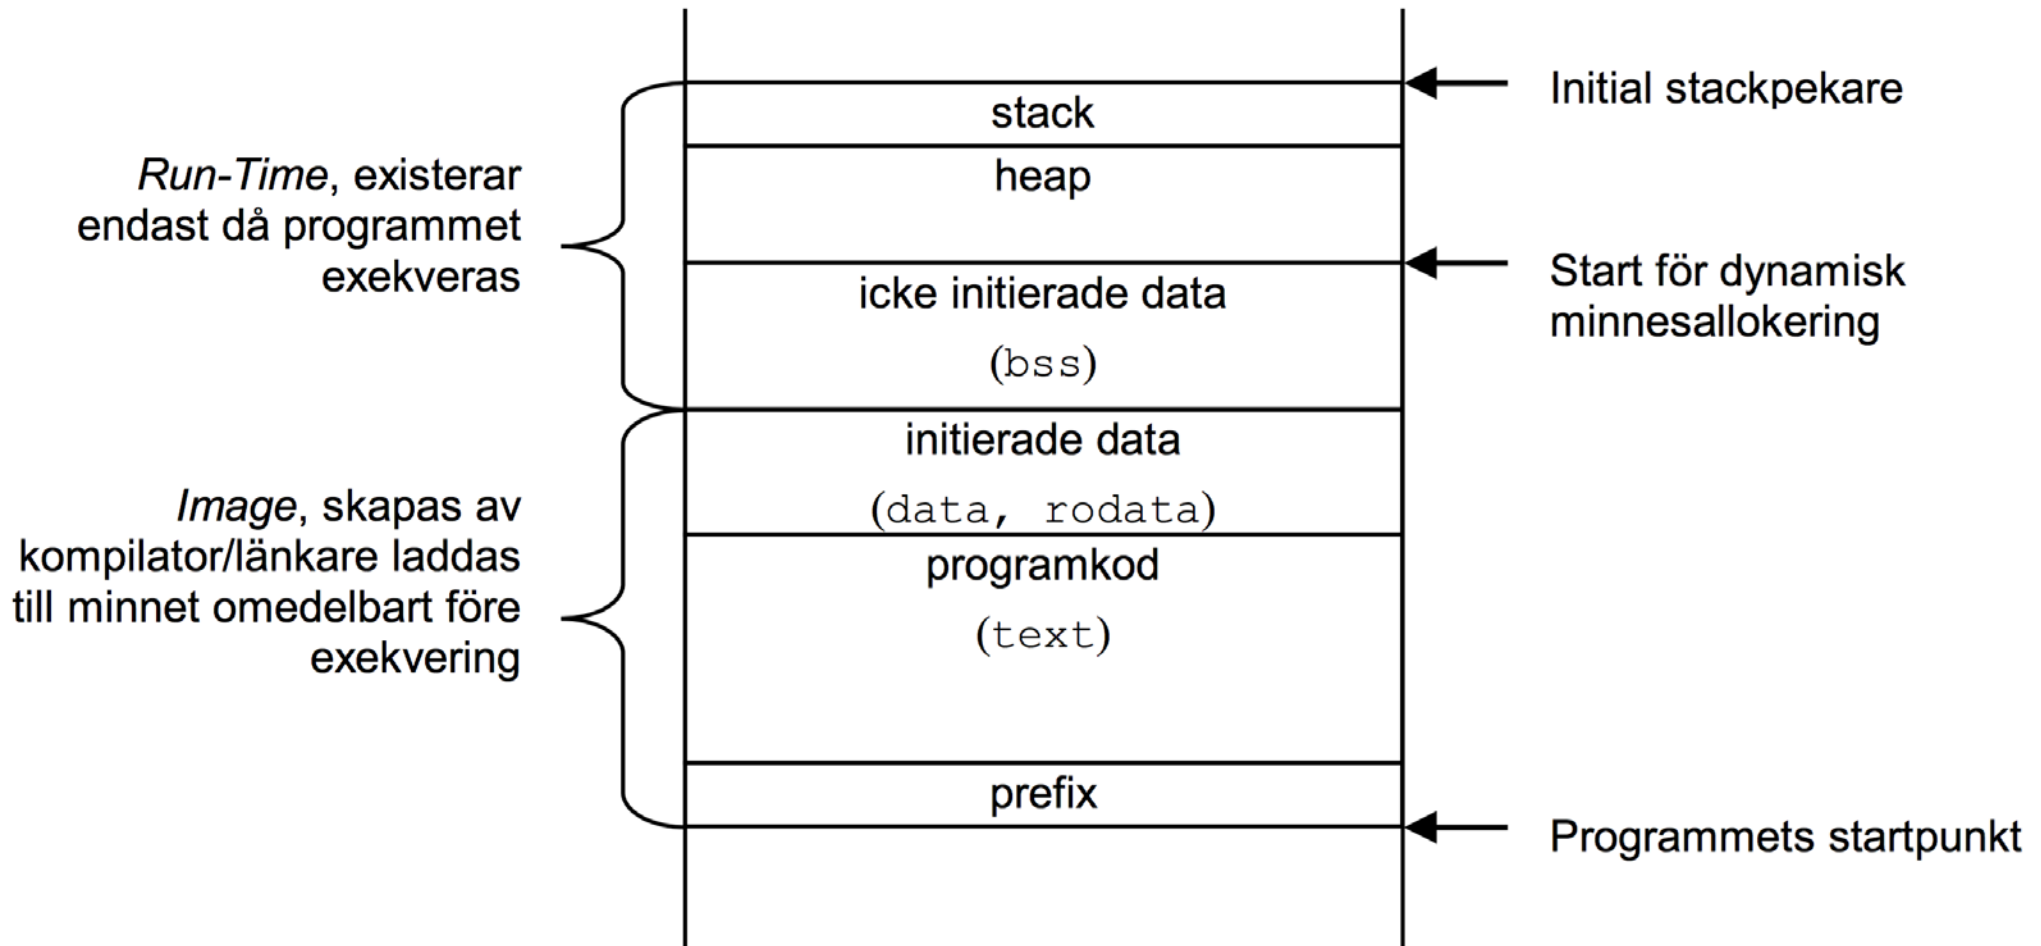 Initial stackpekare
stack
Run-Time, existerar
endast då programmet
exekveras
heap
icke initierade data
(bss)
Start för dynamisk
minnesallokering
initierade data
(data, rodata)
Image, skapas av
kompilator/länkare laddas
till minnet omedelbart före
exekvering
programkod
(text)
prefix
Programmets startpunkt